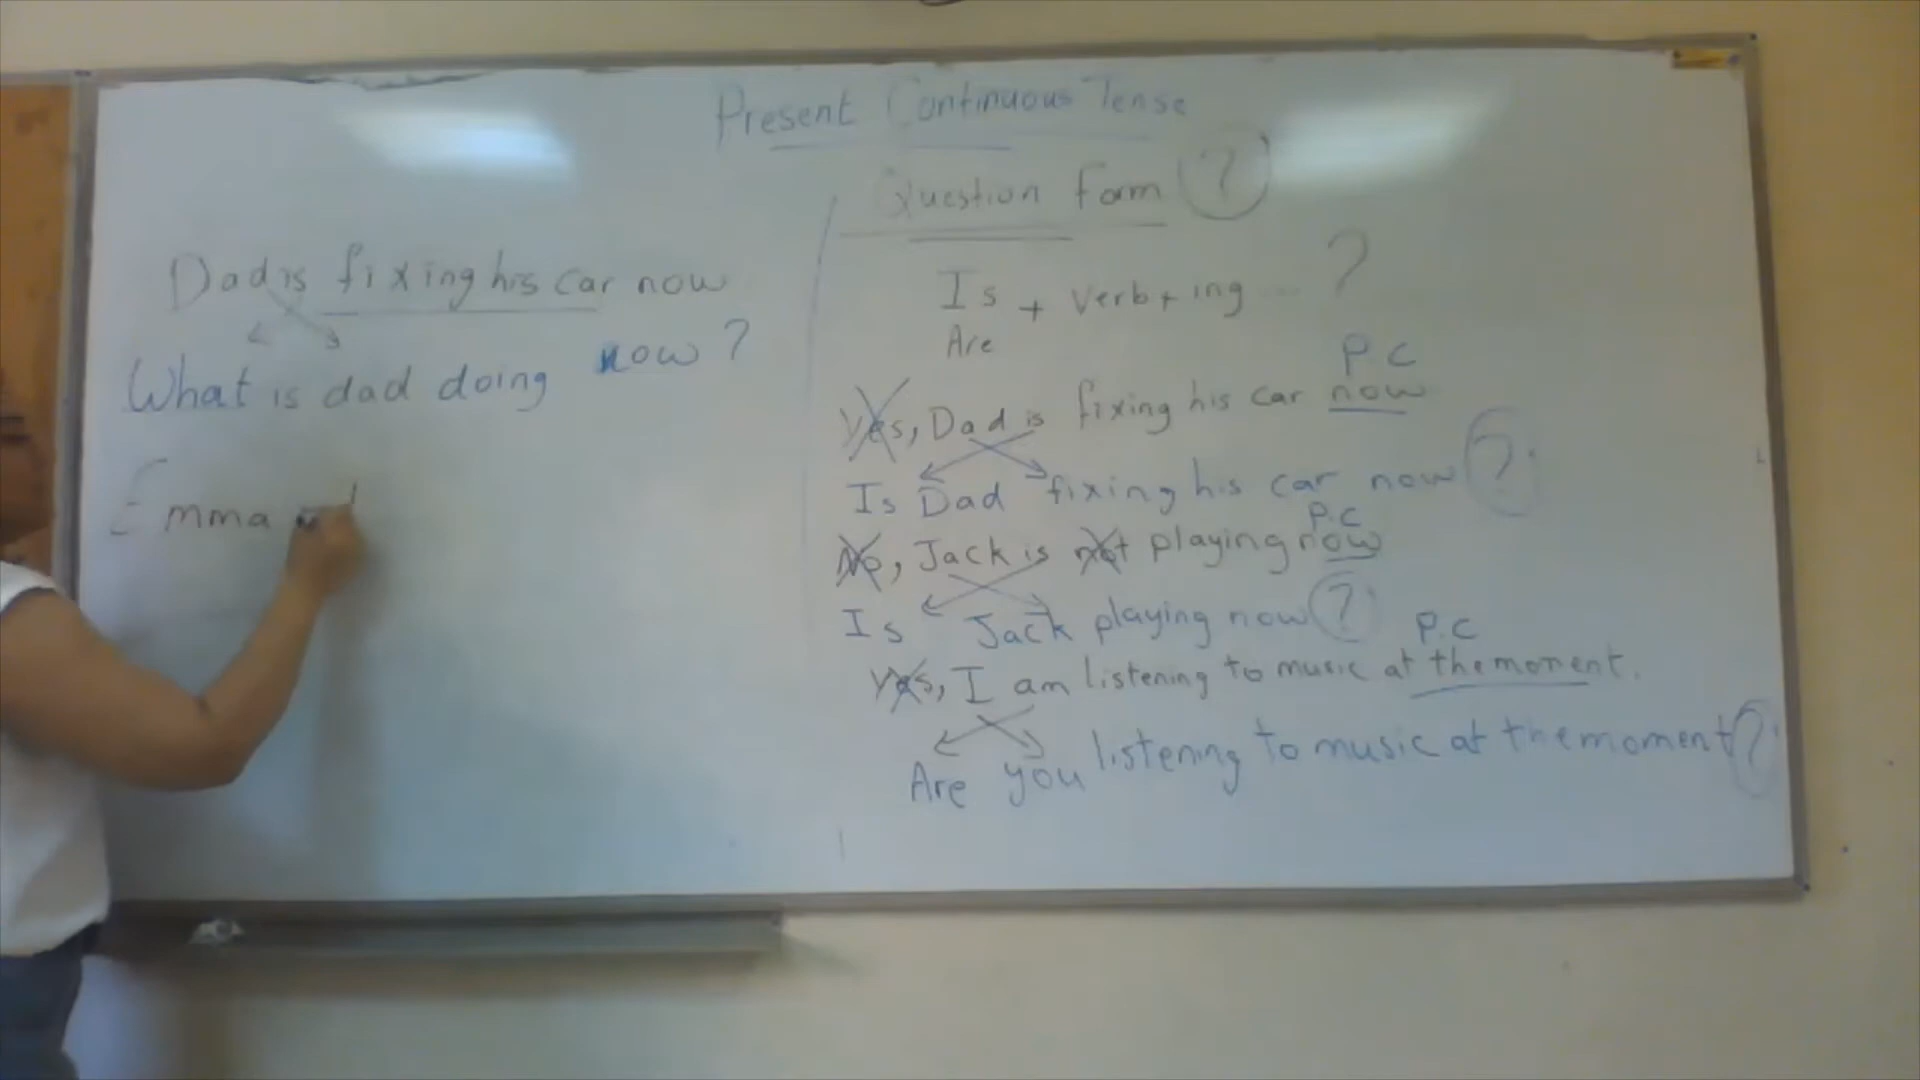 Present Continuous Tense
Dad is fixing his car now
What is dad doing now?
Emma
Question form ?
Is
Are
+ Verb + ing ... ?
P.C
Yes, Dad is fixing his car now
Is Dad fixing his car now ?
P.C
No, Jack is not playing now
Is Jack playing now ?
P.C
Yes, I am listening to music at the moment.
Are you listening to music at the moment ?